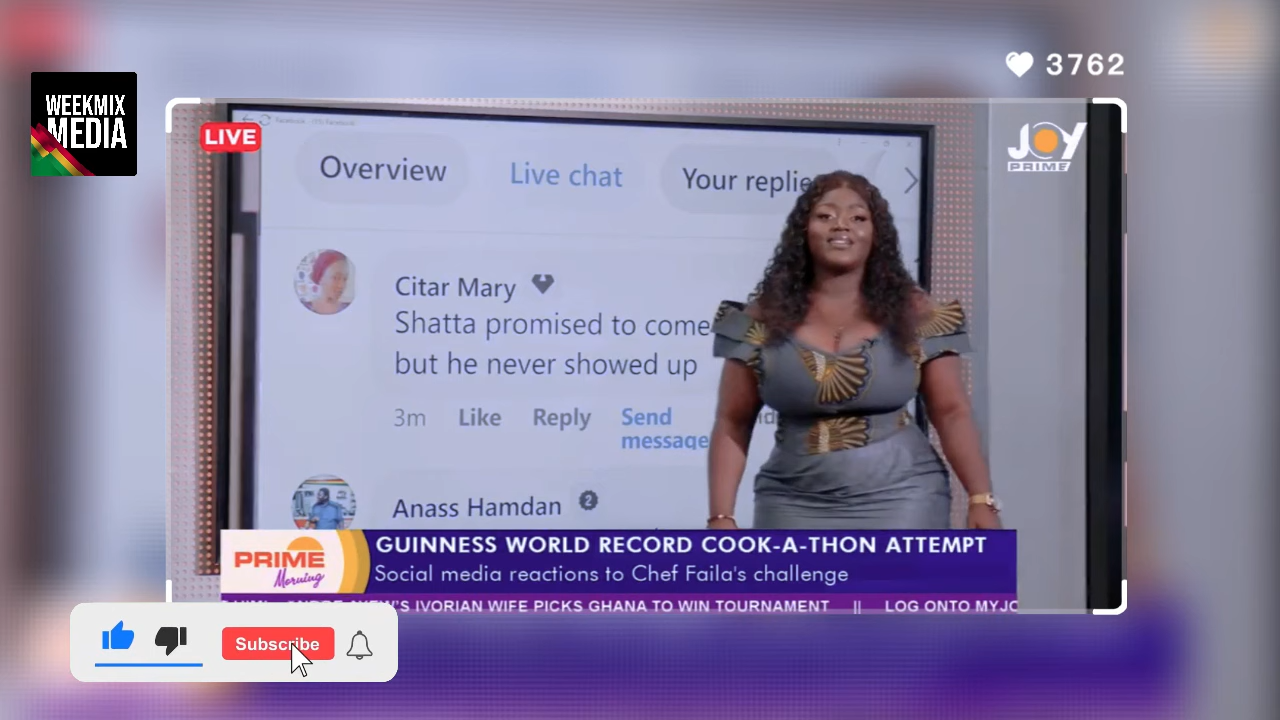 3762
WEEKMIX
MEDIA
LIVE
JOY
PRIME
Overview
Live chat
Your replie
Citar Mary
Shatta promised to come
but he never showed up
3m
Like
Reply
Send
message
Anass Hamdan
2
PRIME
Morning
GUINNESS WORLD RECORD COOK-A-THON ATTEMPT
Social media reactions to Chef Faila's challenge
'S IVORIAN WIFE PICKS GHANA TO WIN TOURNAMENT || LOG ONTO MYJO
Subscribe